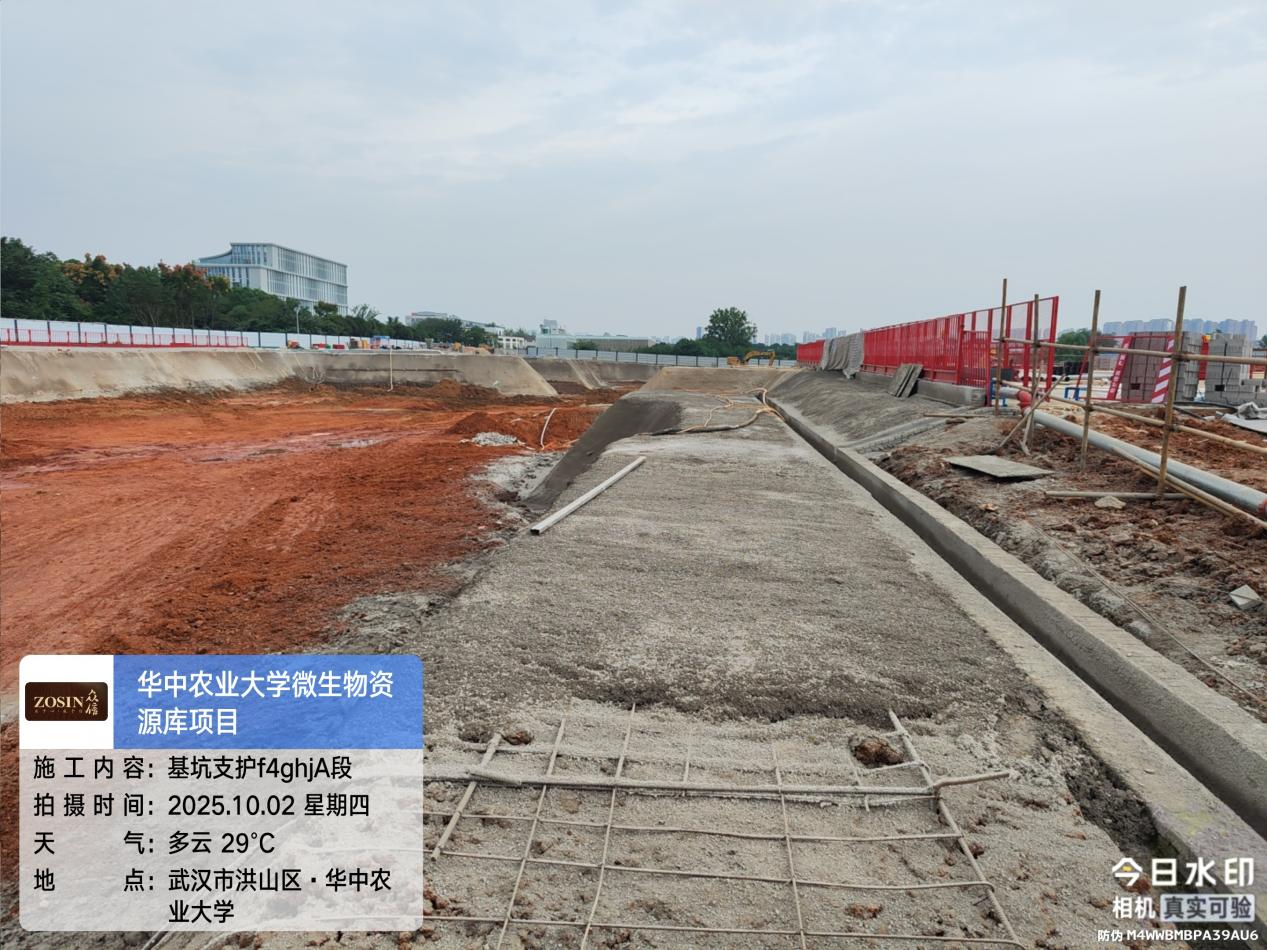 ZOSIN 众信
华中农业大学微生物资
源库项目
施工内容：基坑支护f4ghjA段
拍摄时间：2025.10.02 星期四
天气：多云 29°C
地点：武汉市洪山区·华中农
业大学
今日水印
相机 真实可验
防伪 M4WWBMBPA39AU6